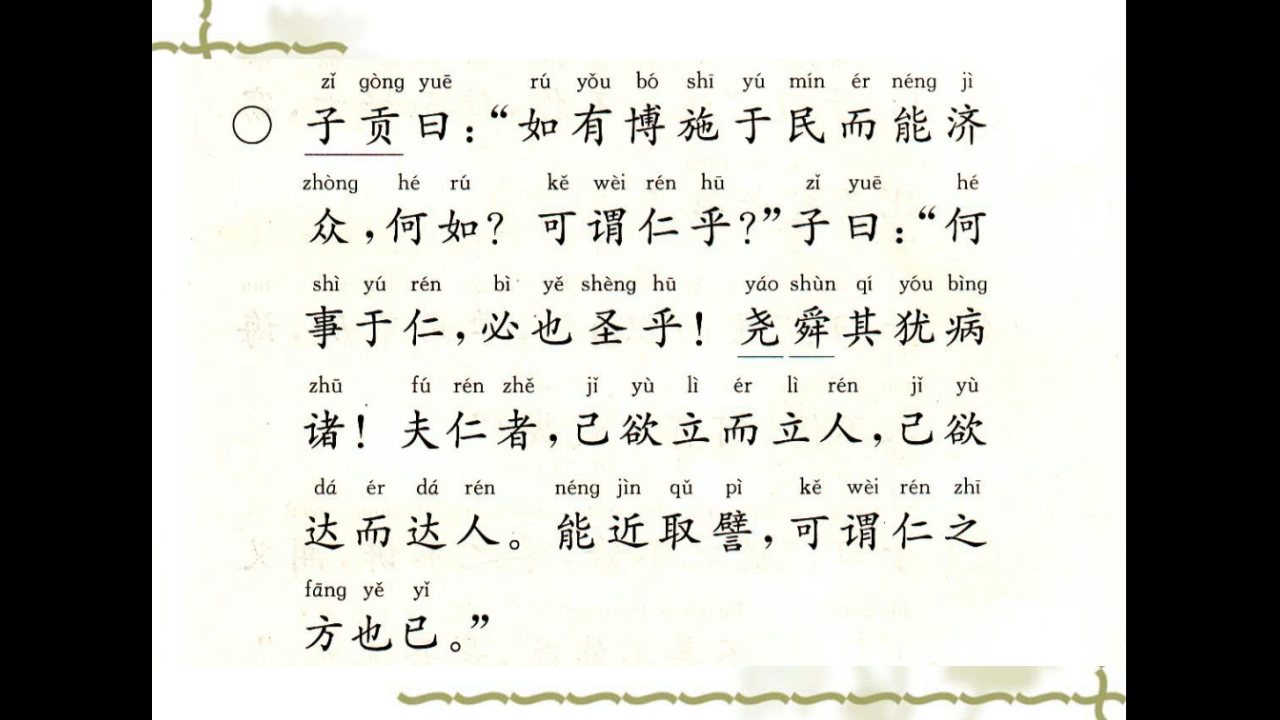 zǐ gòng yuē rú yǒu bó shī yú mín ér néng jì
○ 子贡曰：“如有博施于民而能济
zhòng hé rú kě wèi rén hū zǐ yuē hé
众，何如？可谓仁乎？”子曰：“何
shì yú rén bì yě shèng hū yáo shùn qí yóu bìng
事于仁，必也圣乎！尧舜其犹病
zhū fú rén zhě jǐ yù lì ér lì rén jǐ yù
诸！夫仁者，己欲立而立人，己欲
dá ér dá rén néng jìn qǔ pì kě wèi rén zhī
达而达人。能近取譬，可谓仁之
fāng yě yǐ
方也已。”